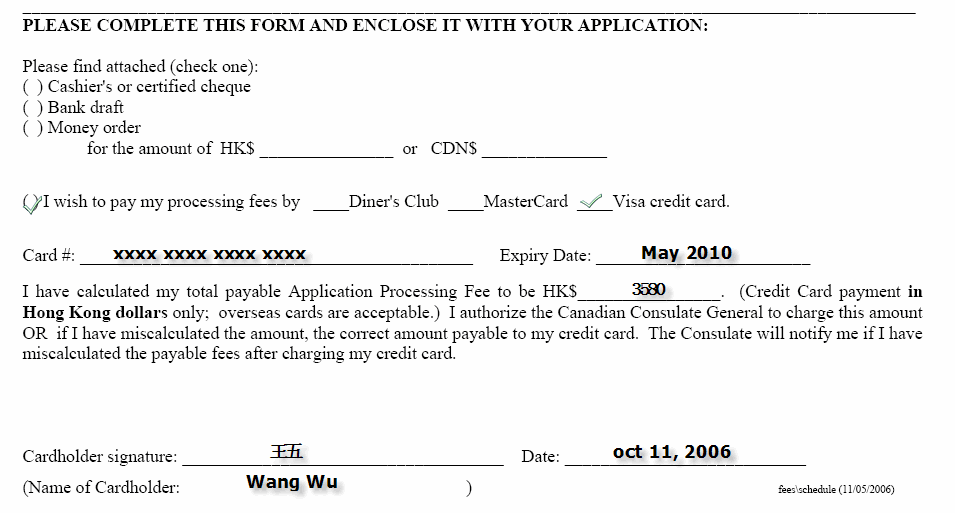 PLEASE COMPLETE THIS FORM AND ENCLOSE IT WITH YOUR APPLICATION:
Please find attached (check one):
( ) Cashier's or certified cheque
( ) Bank draft
( ) Money order
for the amount of HK$ _______________ or CDN$ ______________
(✓) I wish to pay my processing fees by ____Diner's Club ____MasterCard _✓_Visa credit card.
Card #: xxxx xxxx xxxx xxxx Expiry Date: May 2010
I have calculated my total payable Application Processing Fee to be HK$ 3580 . (Credit Card payment in
Hong Kong dollars only; overseas cards are acceptable.) I authorize the Canadian Consulate General to charge this amount
OR if I have miscalculated the amount, the correct amount payable to my credit card. The Consulate will notify me if I have
miscalculated the payable fees after charging my credit card.
Cardholder signature: 王五 Date: oct 11, 2006
(Name of Cardholder: Wang Wu )
fees\schedule (11/05/2006)